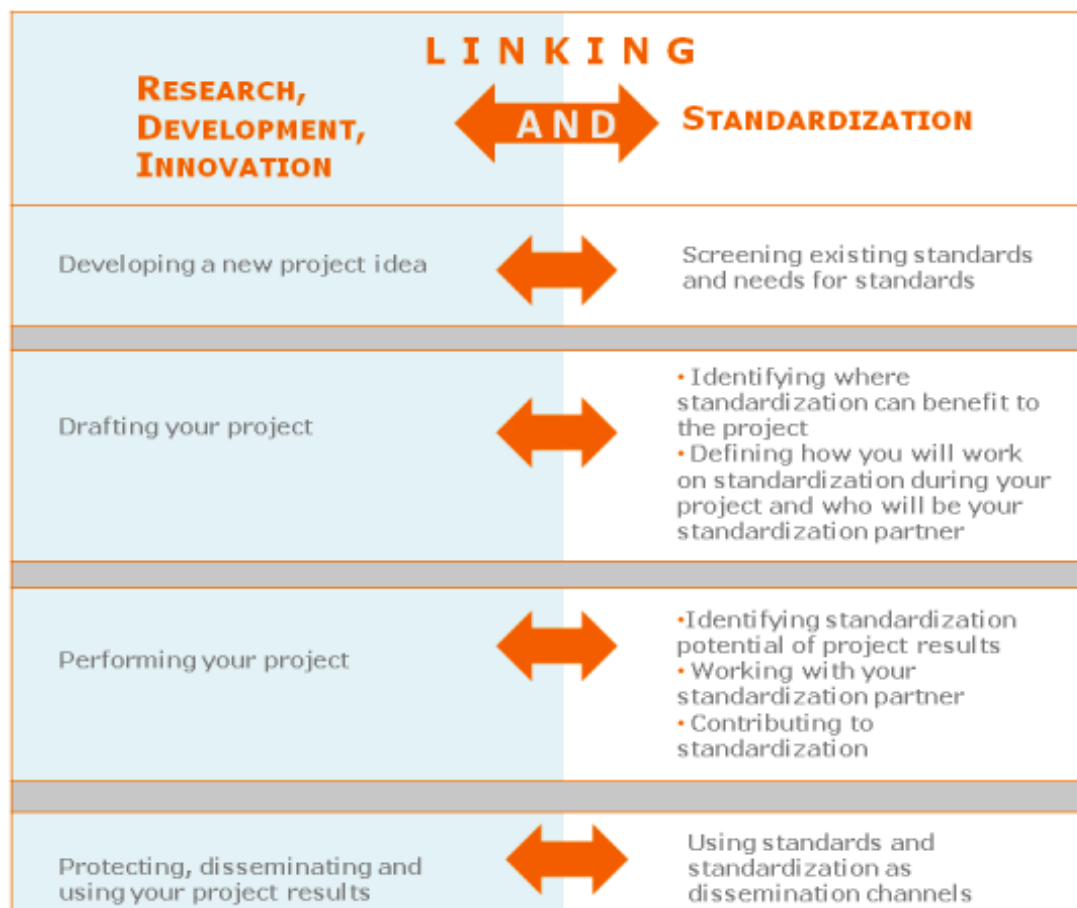 LINKING
RESEARCH,
DEVELOPMENT,
INNOVATION
AND
STANDARDIZATION
Developing a new project idea
Screening existing standards
and needs for standards
Drafting your project
• Identifying where
standardization can benefit to
the project
• Defining how you will work
on standardization during your
project and who will be your
standardization partner
Performing your project
•Identifying standardization
potential of project results
• Working with your
standardization partner
• Contributing to
standardization
Protecting, disseminating and
using your project results
Using standards and
standardization as
dissemination channels